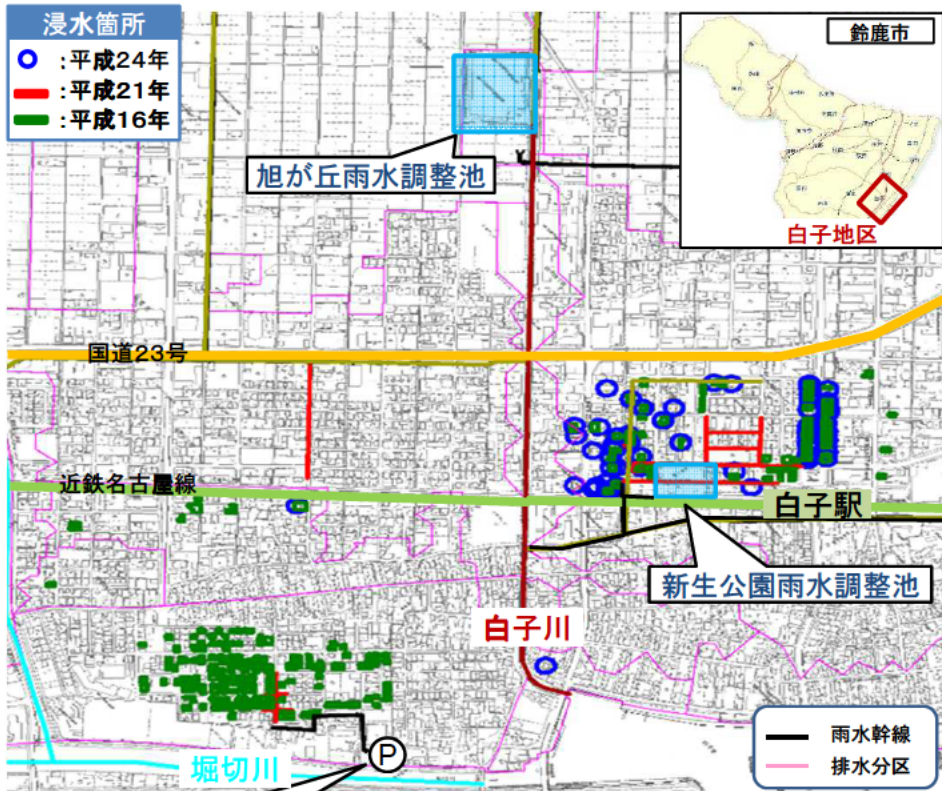 浸水箇所
:平成24年
:平成21年
:平成16年
鈴鹿市
白子地区
旭が丘雨水調整池
国道23号
近鉄名古屋線
白子駅
新生公園雨水調整池
白子川
堀切川
P
雨水幹線
排水分区